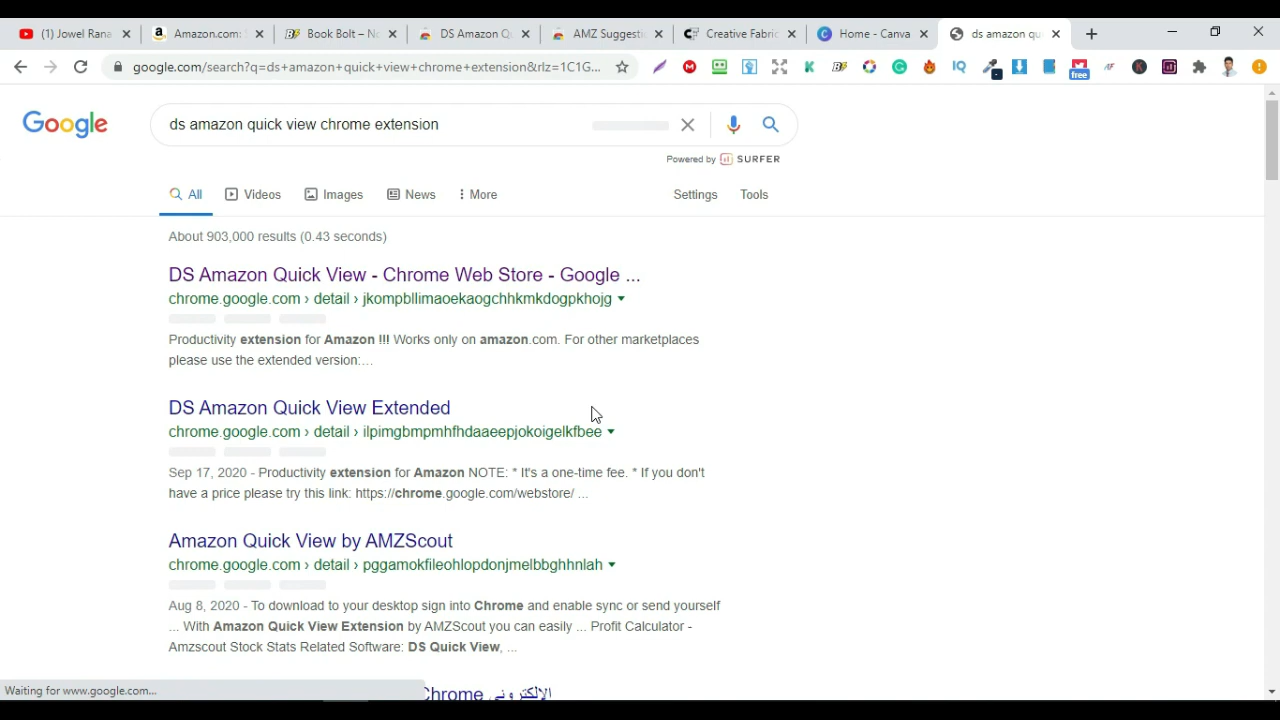 (1) Jowel Rana
Amazon.com:
Book Bolt – No
DS Amazon Qu
AMZ Suggesti
Creative Fabric
Home - Canva
ds amazon qui
google.com/search?q=ds+amazon+quick+view+chrome+extension&rlz=1C1G...
free
Google
ds amazon quick view chrome extension
Powered by SURFER
All
Videos
Images
News
More
Settings
Tools
About 903,000 results (0.43 seconds)
DS Amazon Quick View - Chrome Web Store - Google ...
chrome.google.com › detail › jkompbllimaoekaogchhkmkdogpkhojg
Productivity extension for Amazon !!! Works only on amazon.com. For other marketplaces
please use the extended version:...
DS Amazon Quick View Extended
chrome.google.com › detail › ilpimgbmpmhfhdaaeepjokoigelkfbee
Sep 17, 2020 - Productivity extension for Amazon NOTE: * It's a one-time fee. * If you don't
have a price please try this link: https://chrome.google.com/webstore/ ...
Amazon Quick View by AMZScout
chrome.google.com › detail › pggamokfileohlopdonjmelbbghhnlah
Aug 8, 2020 - To download to your desktop sign into Chrome and enable sync or send yourself
... With Amazon Quick View Extension by AMZScout you can easily ... Profit Calculator -
Amzscout Stock Stats Related Software: DS Quick View, ...
Chrome الإلكتروني
Waiting for www.google.com...